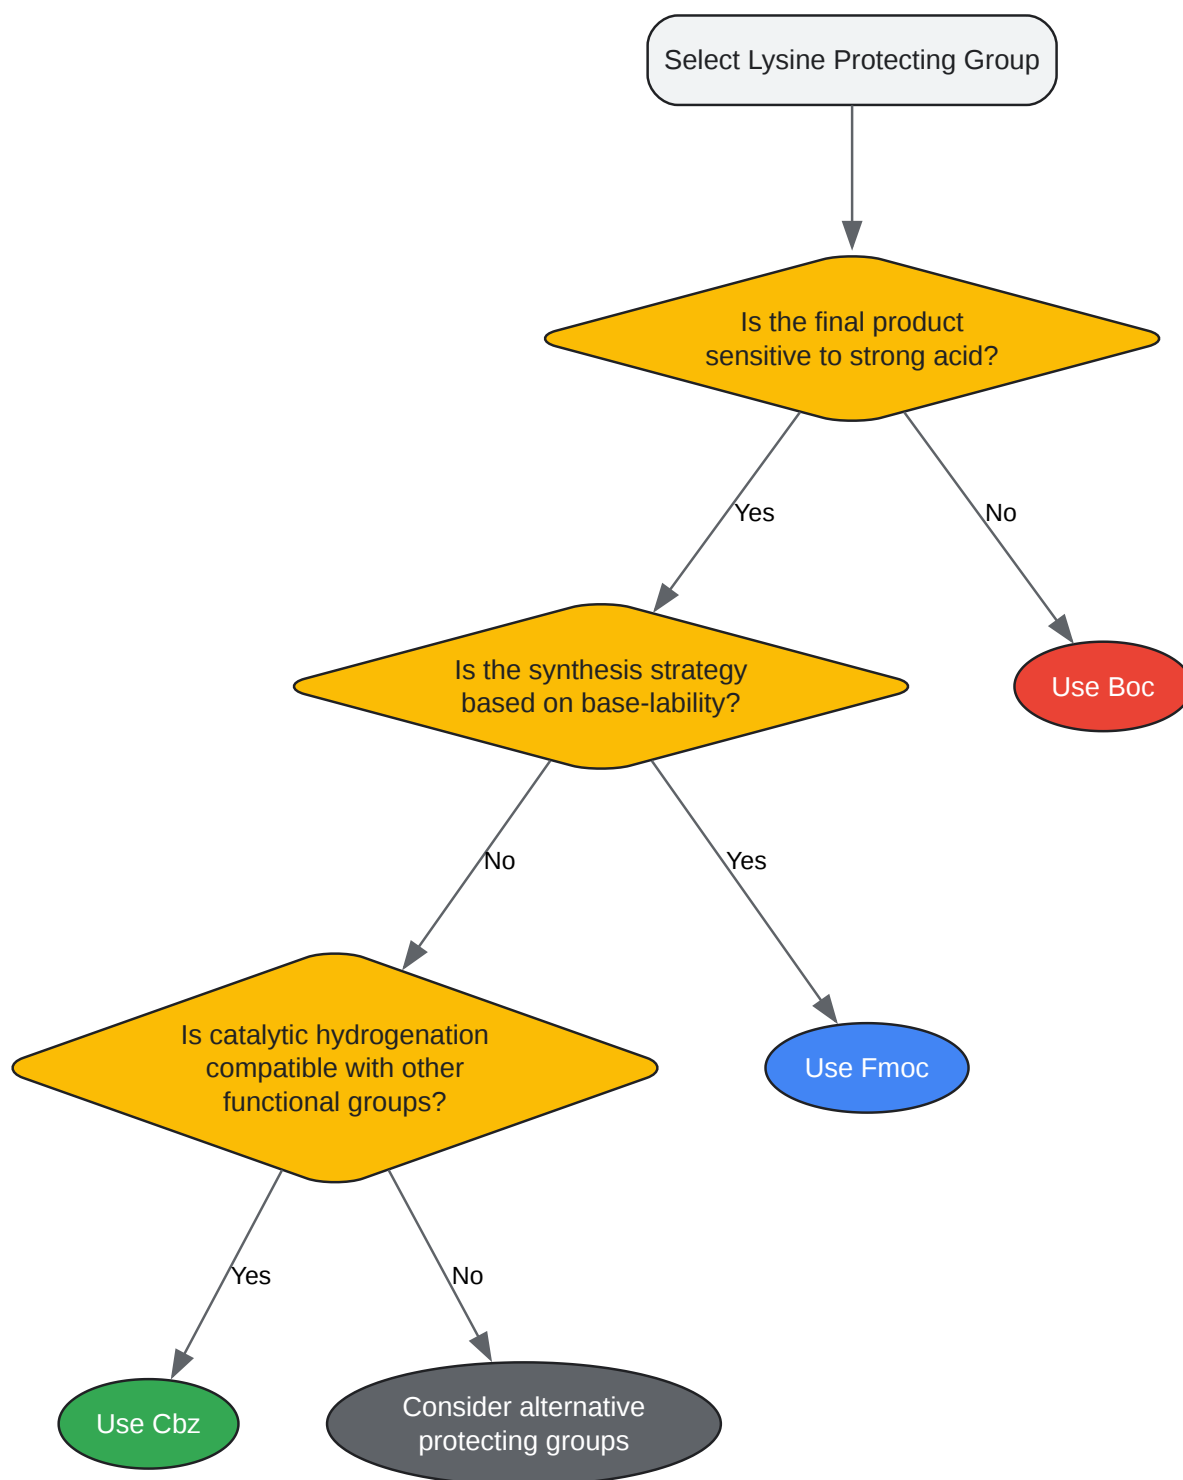 Select Lysine Protecting Group
Is the final product
sensitive to strong acid?
Yes
No
Is the synthesis strategy
based on base-lability?
Use Boc
No
Yes
Is catalytic hydrogenation
compatible with other
functional groups?
Use Fmoc
Yes
No
Use Cbz
Consider alternative
protecting groups